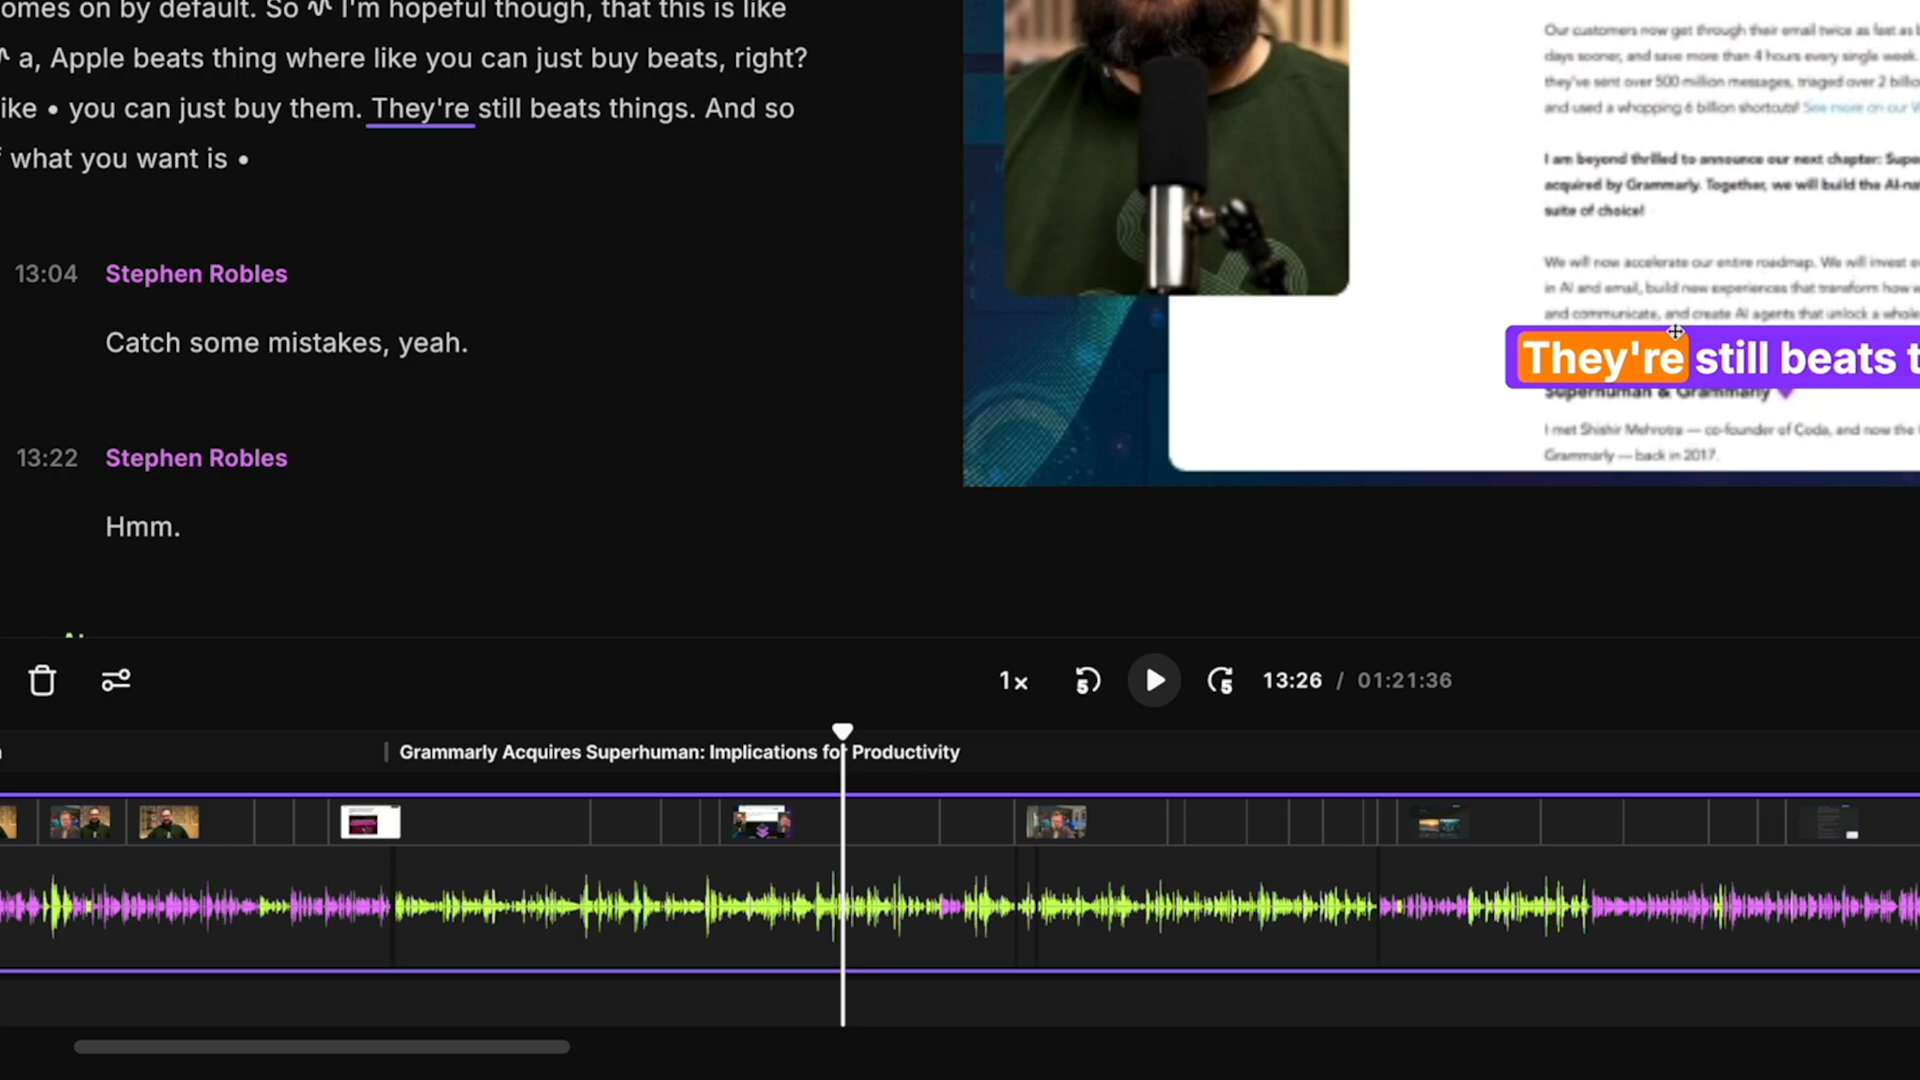 omes on by default. So I'm hopeful though, that this is like
a, Apple beats thing where like you can just buy beats, right?
ike • you can just buy them. They're still beats things. And so
what you want is •
13:04 Stephen Robles
Catch some mistakes, yeah.
13:22 Stephen Robles
Hmm.
Our customers now get through their email twice as fast as b
days sooner, and save more than 4 hours every single week.
they've sent over 500 million messages, triaged over 2 billio
and used a whopping 6 billion shortcuts! See more on our W
I am beyond thrilled to announce our next chapter: Supe
acquired by Grammarly. Together, we will build the AI-na
suite of choice!
We will now accelerate our entire roadmap. We will invest e
in AI and email, build new experiences that transform how w
and communicate, and create AI agents that unlock a whole
They're still beats t
Superhuman & Grammarly
I met Shishir Mehrotra — co-founder of Coda, and now the
Grammarly — back in 2017.
1x 5 5 13:26 / 01:21:36
Grammarly Acquires Superhuman: Implications for Productivity